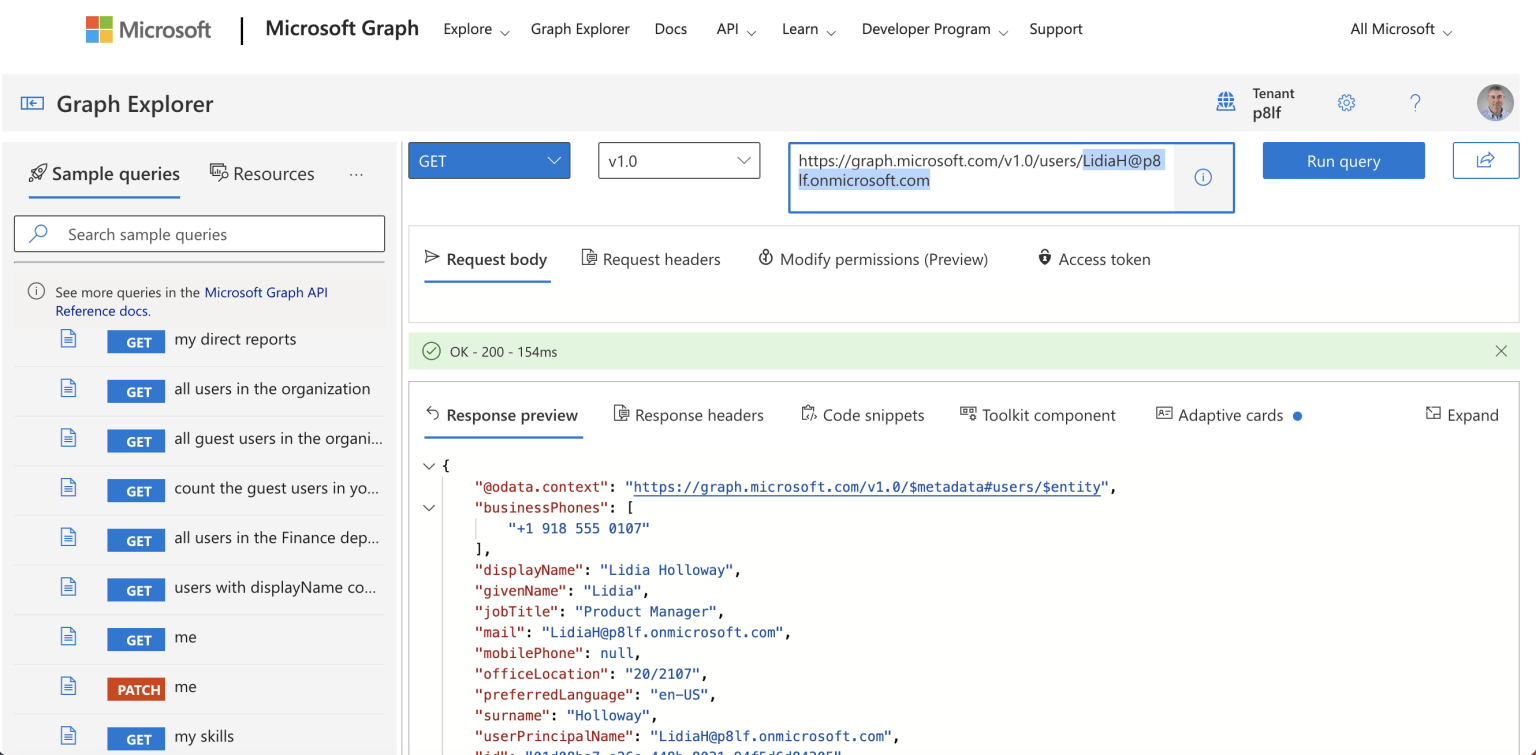 Microsoft
Microsoft Graph
Explore
Graph Explorer
Docs
API
Learn
Developer Program
Support
All Microsoft
Graph Explorer
Tenant
p8lf
Sample queries
Resources
...
Search sample queries
See more queries in the Microsoft Graph API
Reference docs.
GET my direct reports
GET all users in the organization
GET all guest users in the organi...
GET count the guest users in yo...
GET all users in the Finance dep...
GET users with displayName co...
GET me
PATCH me
GET my skills
GET
v1.0
https://graph.microsoft.com/v1.0/users/LidiaH@p8
lf.onmicrosoft.com
Run query
Request body
Request headers
Modify permissions (Preview)
Access token
OK - 200 - 154ms
Response preview
Response headers
Code snippets
Toolkit component
Adaptive cards
Expand
{
"@odata.context": "https://graph.microsoft.com/v1.0/$metadata#users/$entity",
"businessPhones": [
"+1 918 555 0107"
],
"displayName": "Lidia Holloway",
"givenName": "Lidia",
"jobTitle": "Product Manager",
"mail": "LidiaH@p8lf.onmicrosoft.com",
"mobilePhone": null,
"officeLocation": "20/2107",
"preferredLanguage": "en-US",
"surname": "Holloway",
"userPrincipalName": "LidiaH@p8lf.onmicrosoft.com",